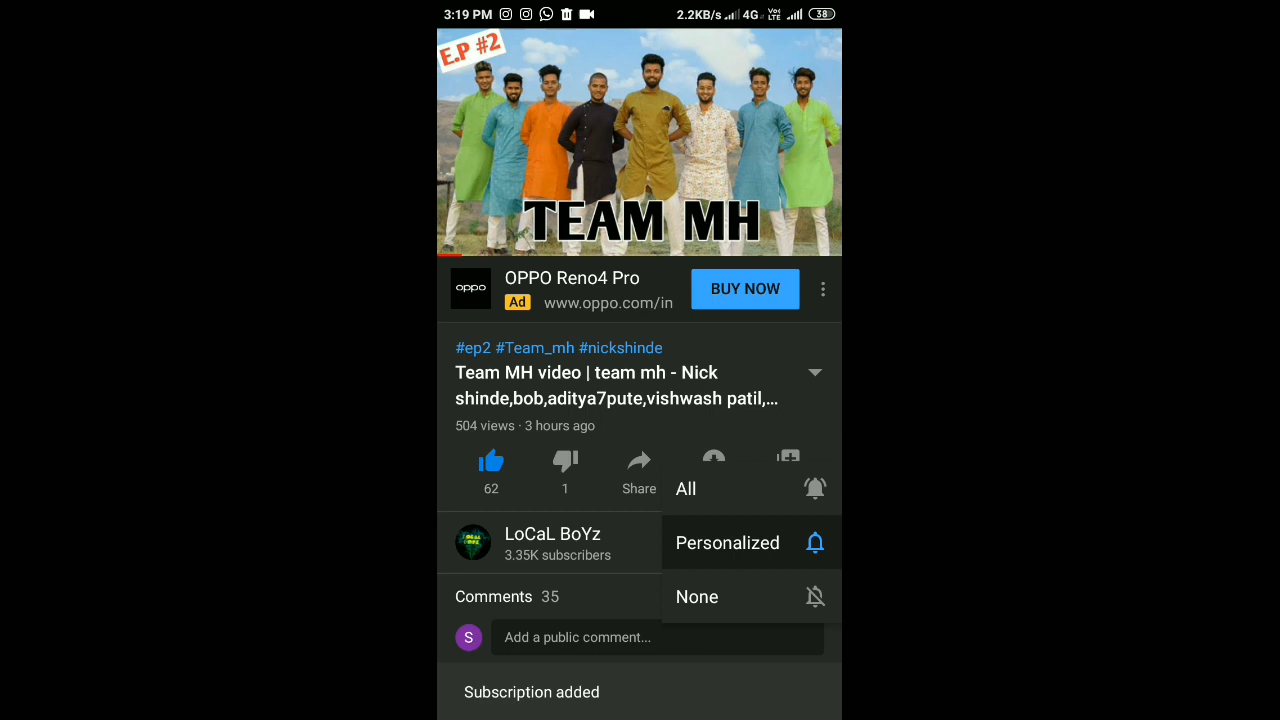 3:19 PM 2.2KB/s 4G Vo) LTE 38
E.P #2
TEAM MH
oppo
OPPO Reno4 Pro
Ad www.oppo.com/in
BUY NOW
#ep2 #Team_mh #nickshinde
Team MH video | team mh - Nick
shinde,bob,aditya7pute,vishwash patil,...
504 views · 3 hours ago
62 1 Share
All
LoCaL BoYz
3.35K subscribers
Personalized
Comments 35
None
S Add a public comment...
Subscription added